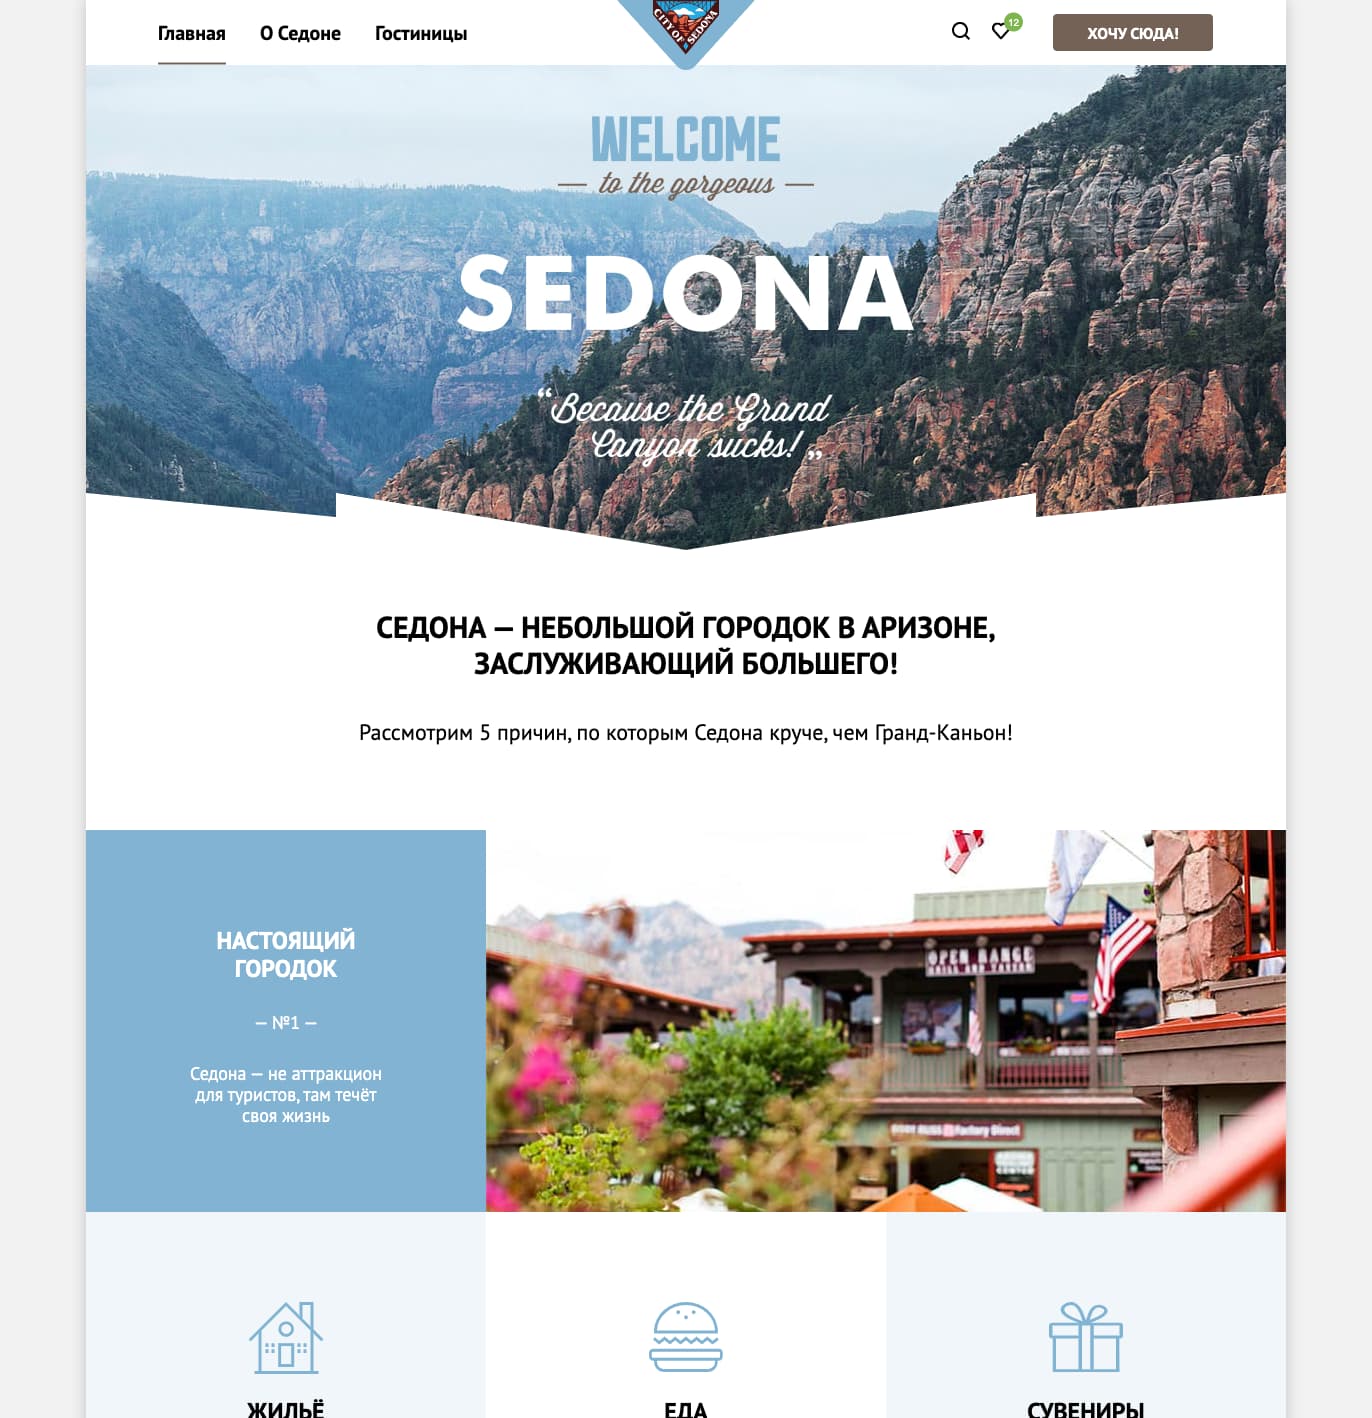 Главная О Седоне Гостиницы
CITY OF SEDONA
12
ХОЧУ СЮДА!
WELCOME
— to the gorgeous —
SEDONA
“Because the Grand
Canyon sucks!„
СЕДОНА — НЕБОЛЬШОЙ ГОРОДОК В АРИЗОНЕ,
ЗАСЛУЖИВАЮЩИЙ БОЛЬШЕГО!
Рассмотрим 5 причин, по которым Седона круче, чем Гранд-Каньон!
НАСТОЯЩИЙ
ГОРОДОК
— №1 —
Седона — не аттракцион
для туристов, там течёт
своя жизнь
OPEN RANGE
Factory Direct
ЖИЛЬЁ
ЕДА
СУВЕНИРЫ